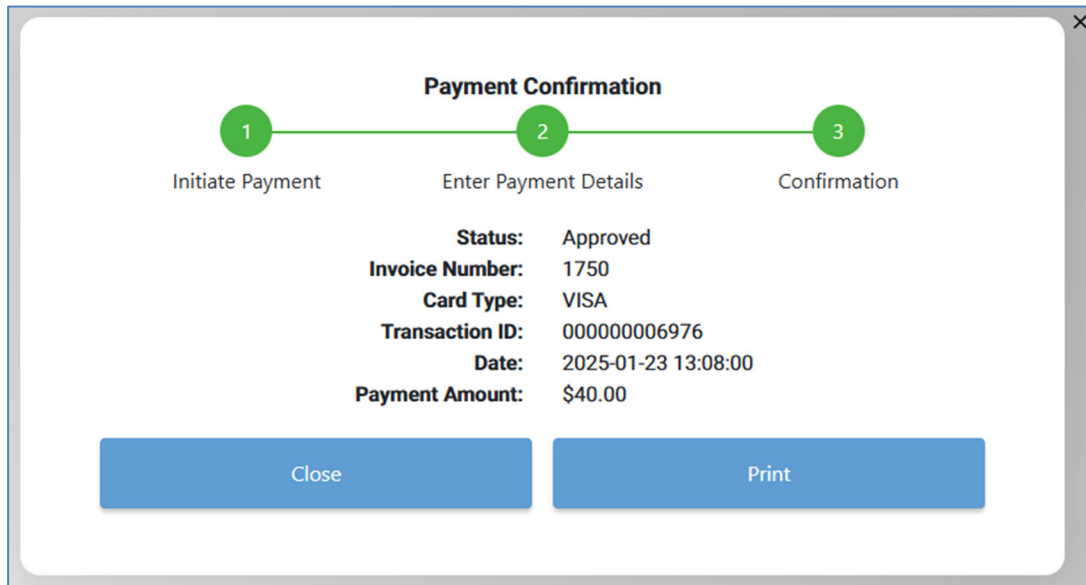 Payment Confirmation
1 2 3
Initiate Payment Enter Payment Details Confirmation
Status: Approved
Invoice Number: 1750
Card Type: VISA
Transaction ID: 000000006976
Date: 2025-01-23 13:08:00
Payment Amount: $40.00
Close Print